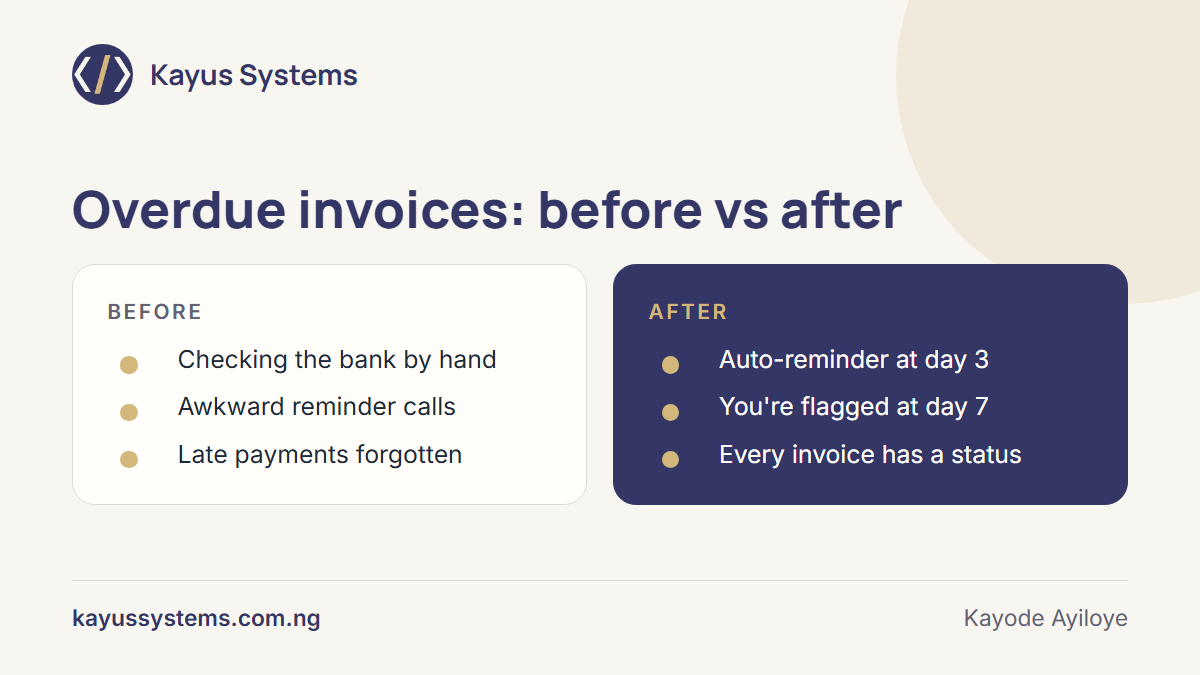 Kayus Systems
Overdue invoices: before vs after
BEFORE
Checking the bank by hand
Awkward reminder calls
Late payments forgotten
AFTER
Auto-reminder at day 3
You're flagged at day 7
Every invoice has a status
kayussystems.com.ng
Kayode Ayiloye